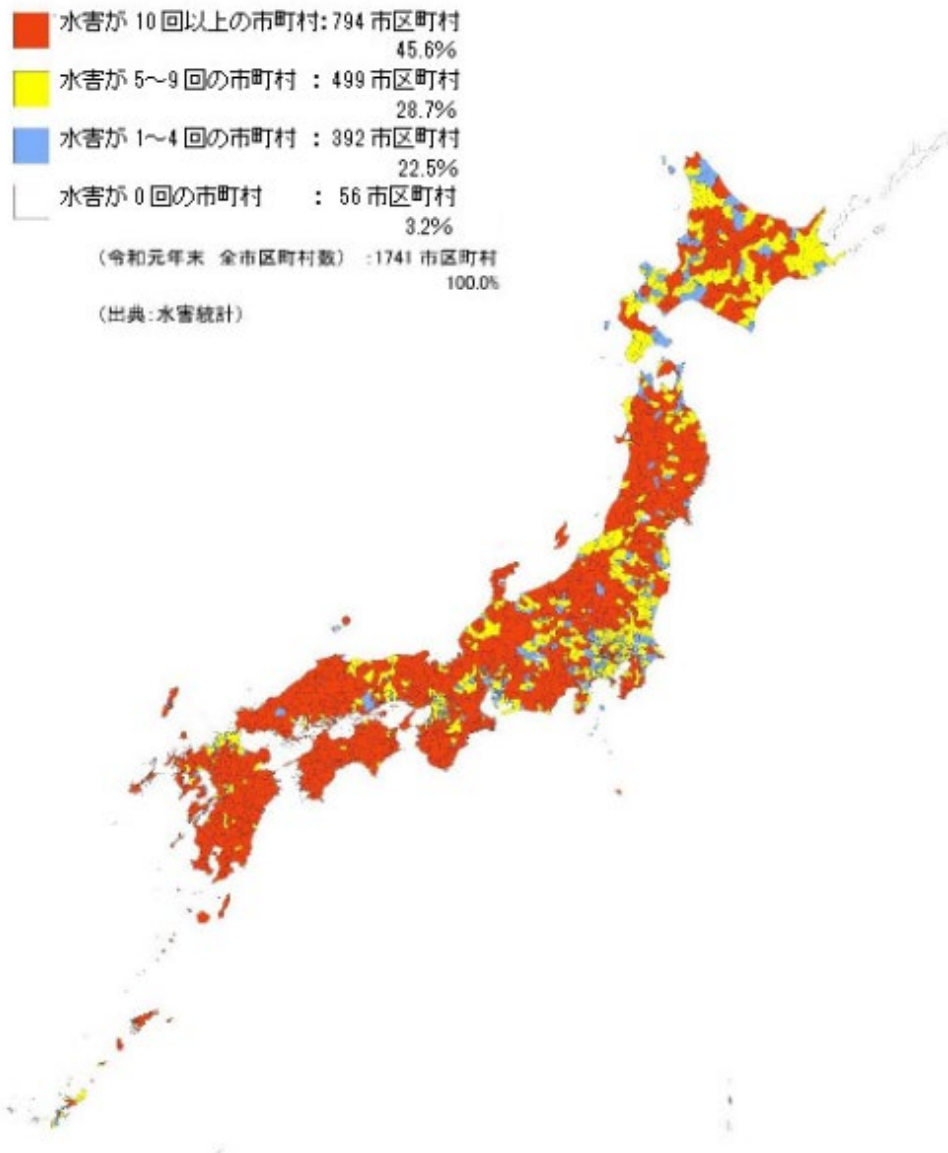 水害が 10 回以上の市町村: 794 市区町村
45.6%
水害が 5～9 回の市町村 : 499 市区町村
28.7%
水害が 1～4 回の市町村 : 392 市区町村
22.5%
水害が 0 回の市町村 : 56 市区町村
3.2%
(令和元年末 全市区町村数) :1741 市区町村
100.0%
(出典:水害統計)